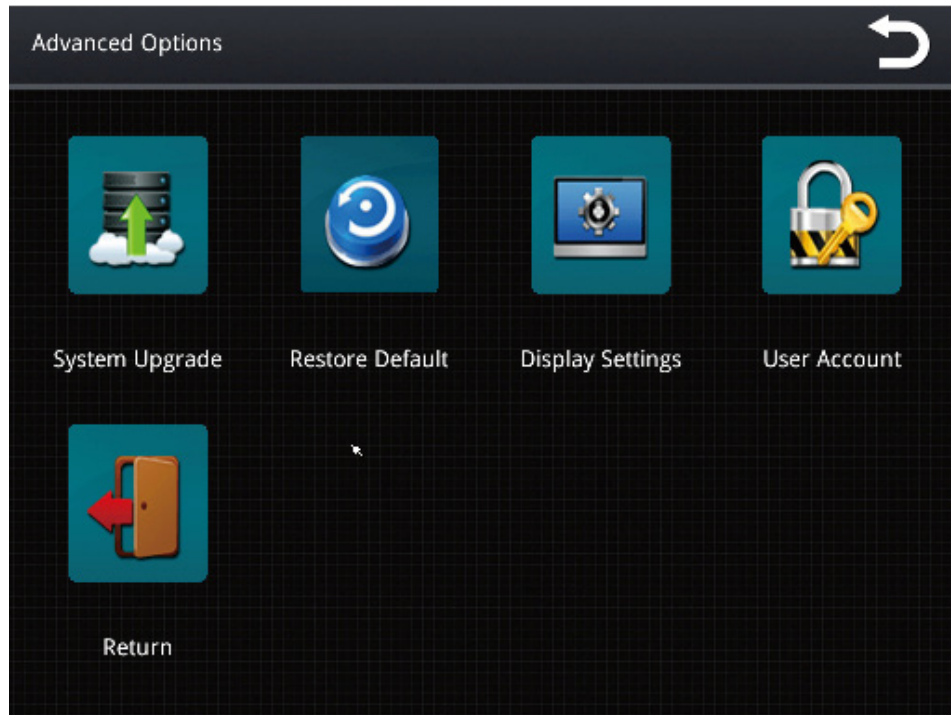 Advanced Options
System Upgrade
Restore Default
Display Settings
User Account
Return